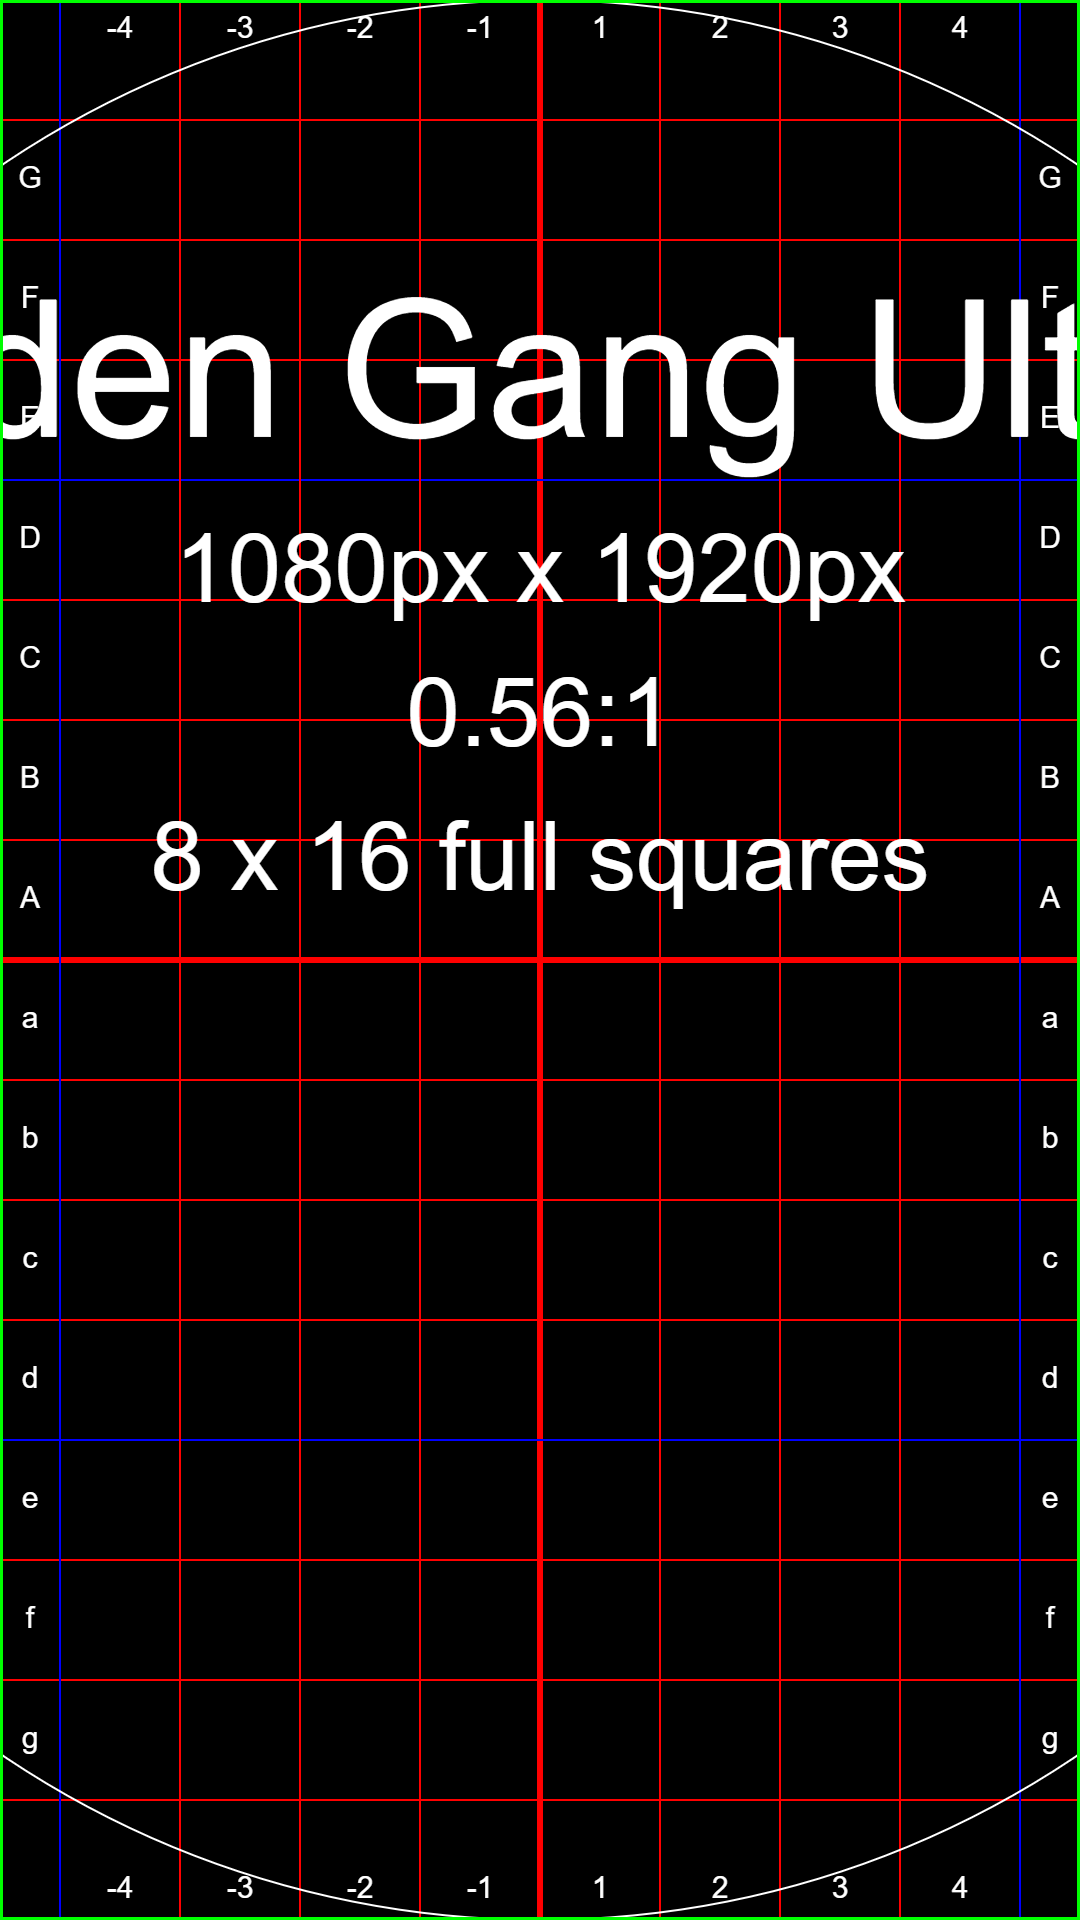 -4 -3 -2 -1 1 2 3 4
G G
F F
den Gang Ult
E E
D D
1080px x 1920px
C C
0.56:1
B B
8 x 16 full squares
A A
a a
b b
c c
d d
e e
f f
g g
-4 -3 -2 -1 1 2 3 4